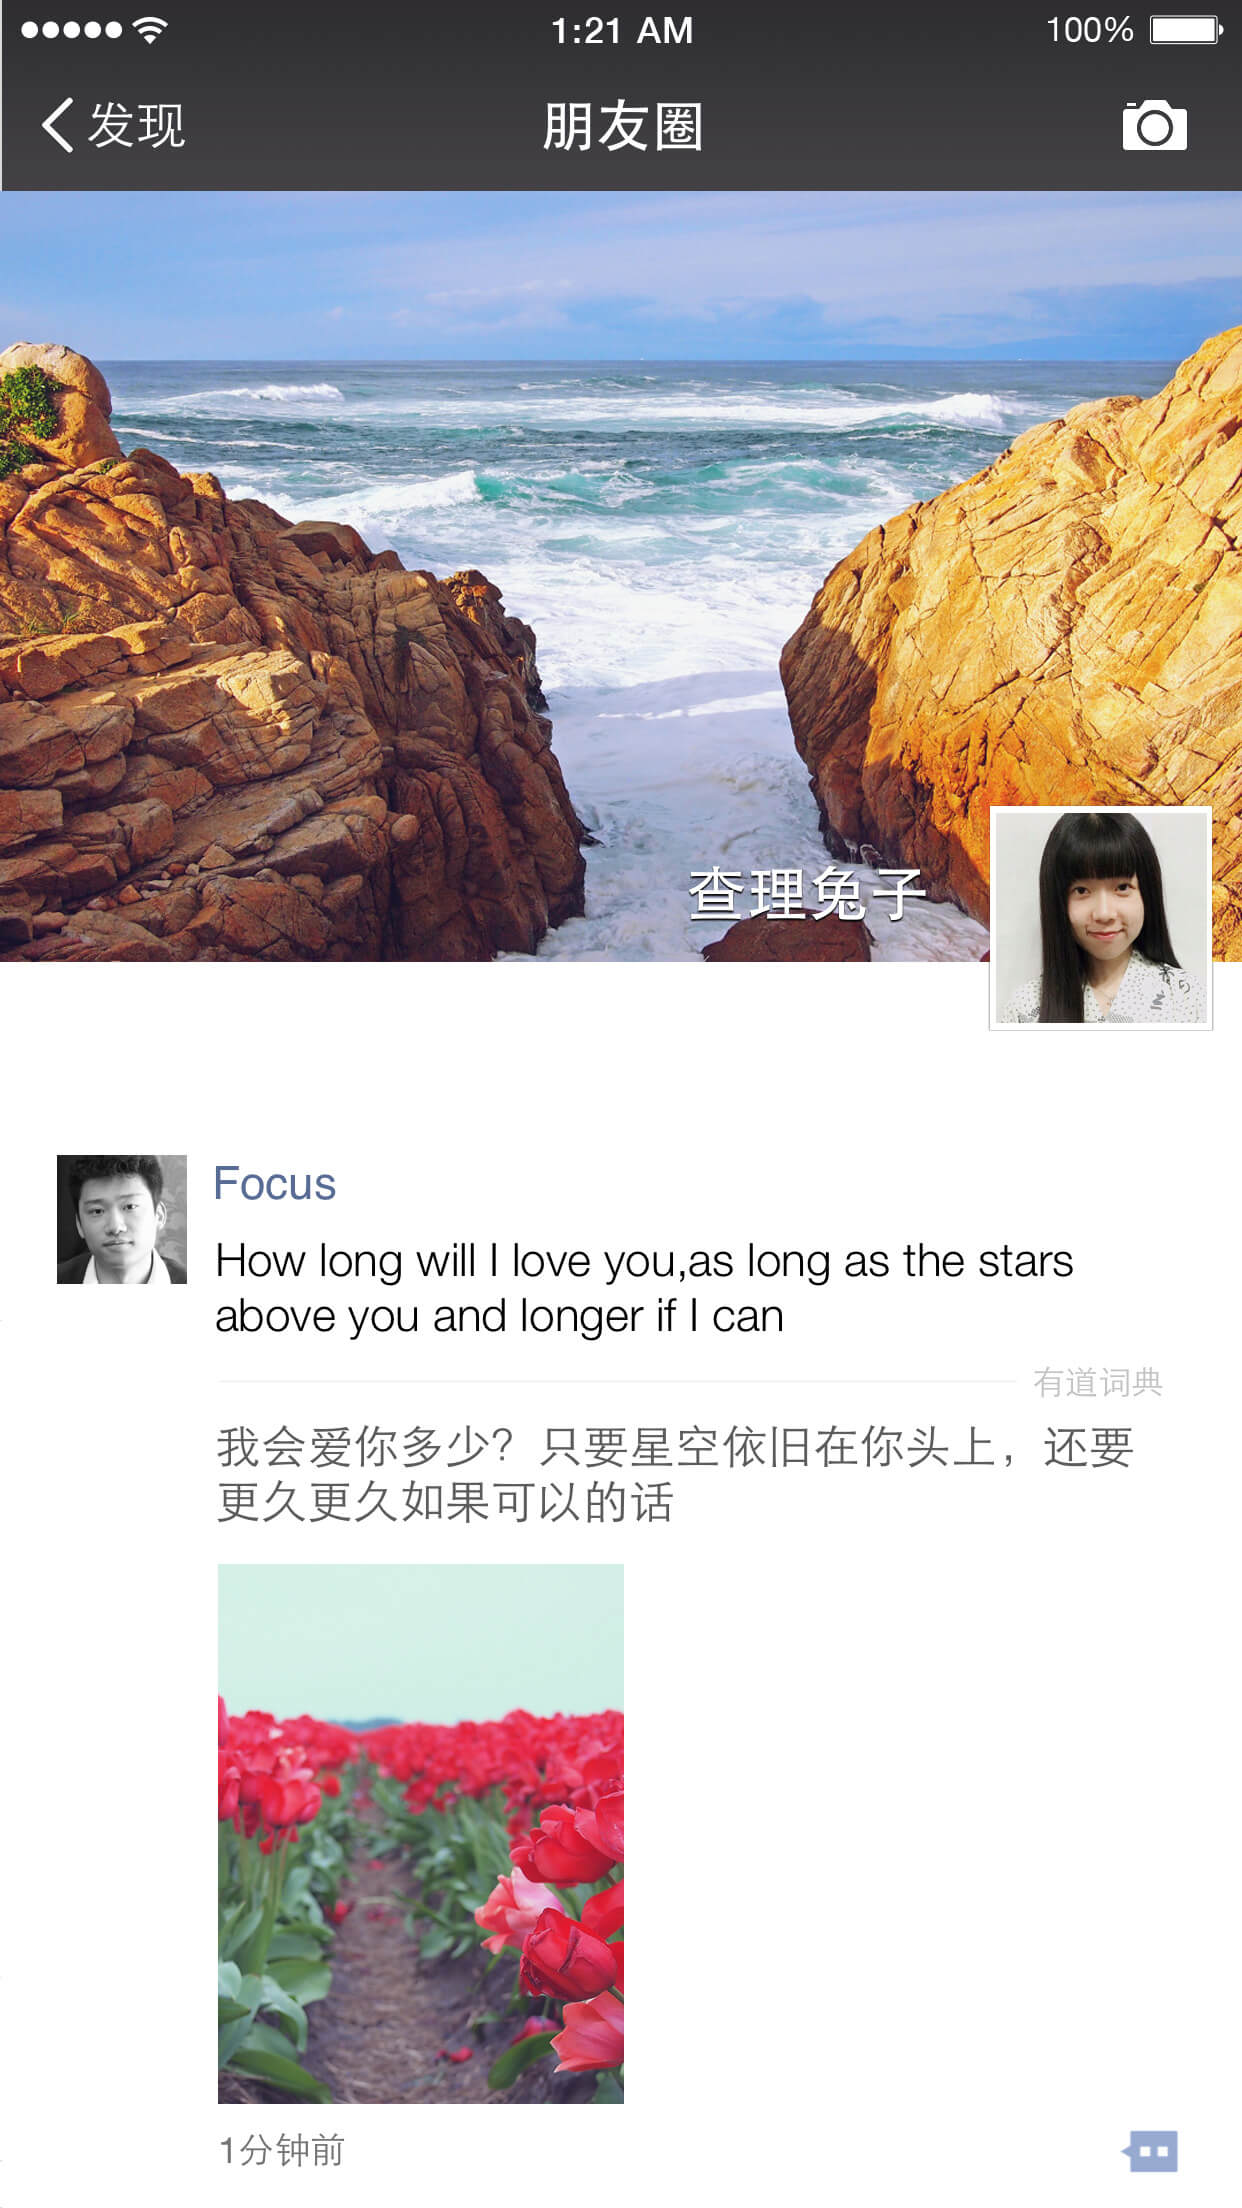 1:21 AM
100%
发现
朋友圈
查理兔子
Focus
How long will I love you,as long as the stars
above you and longer if I can
有道词典
我会爱你多少？只要星空依旧在你头上，还要
更久更久如果可以的话
1分钟前